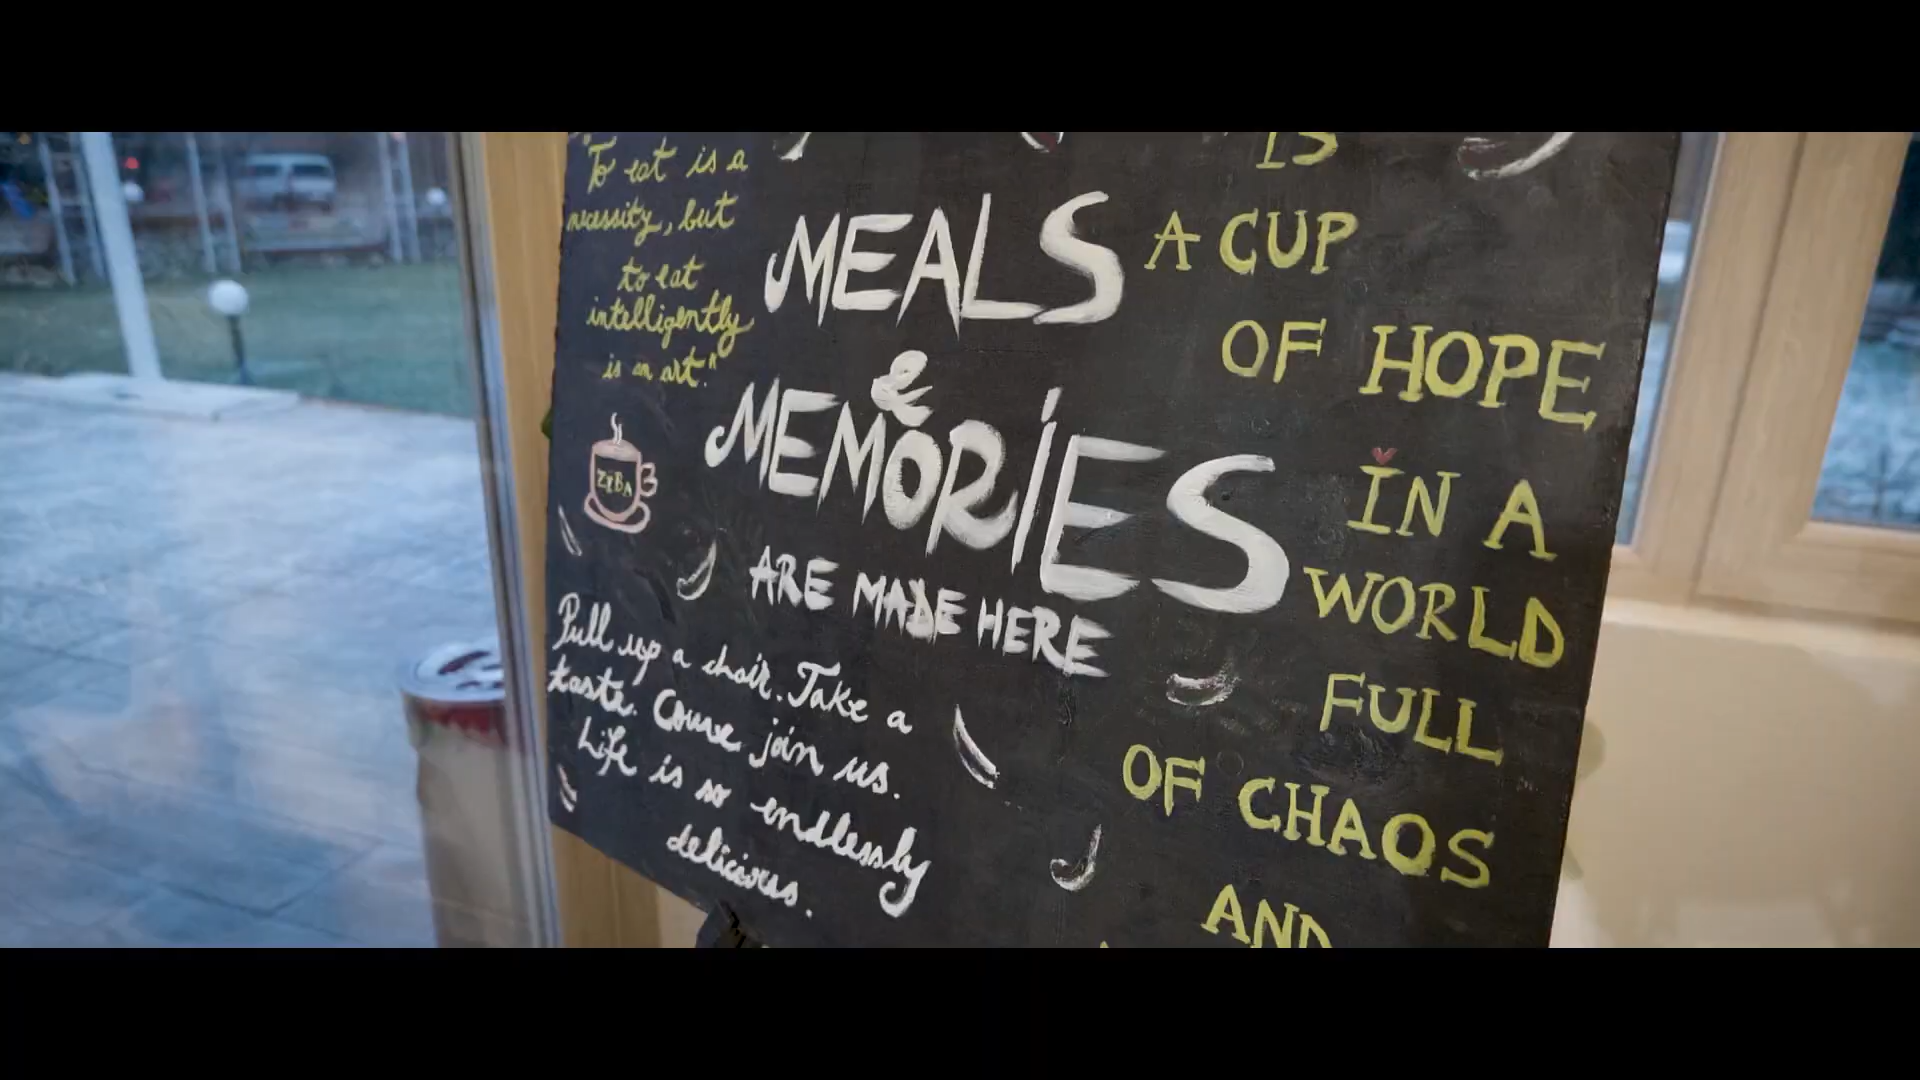 "To eat is a
necessity, but
to eat
intelligently
is an art."
ZEBA
MEALS
&
MEMORIES
ARE MADE HERE
Pull up a chair. Take a
taste. Come join us.
Life is so endlessly
delicious.
IS
A CUP
OF HOPE
IN A
WORLD
FULL
OF CHAOS
AND